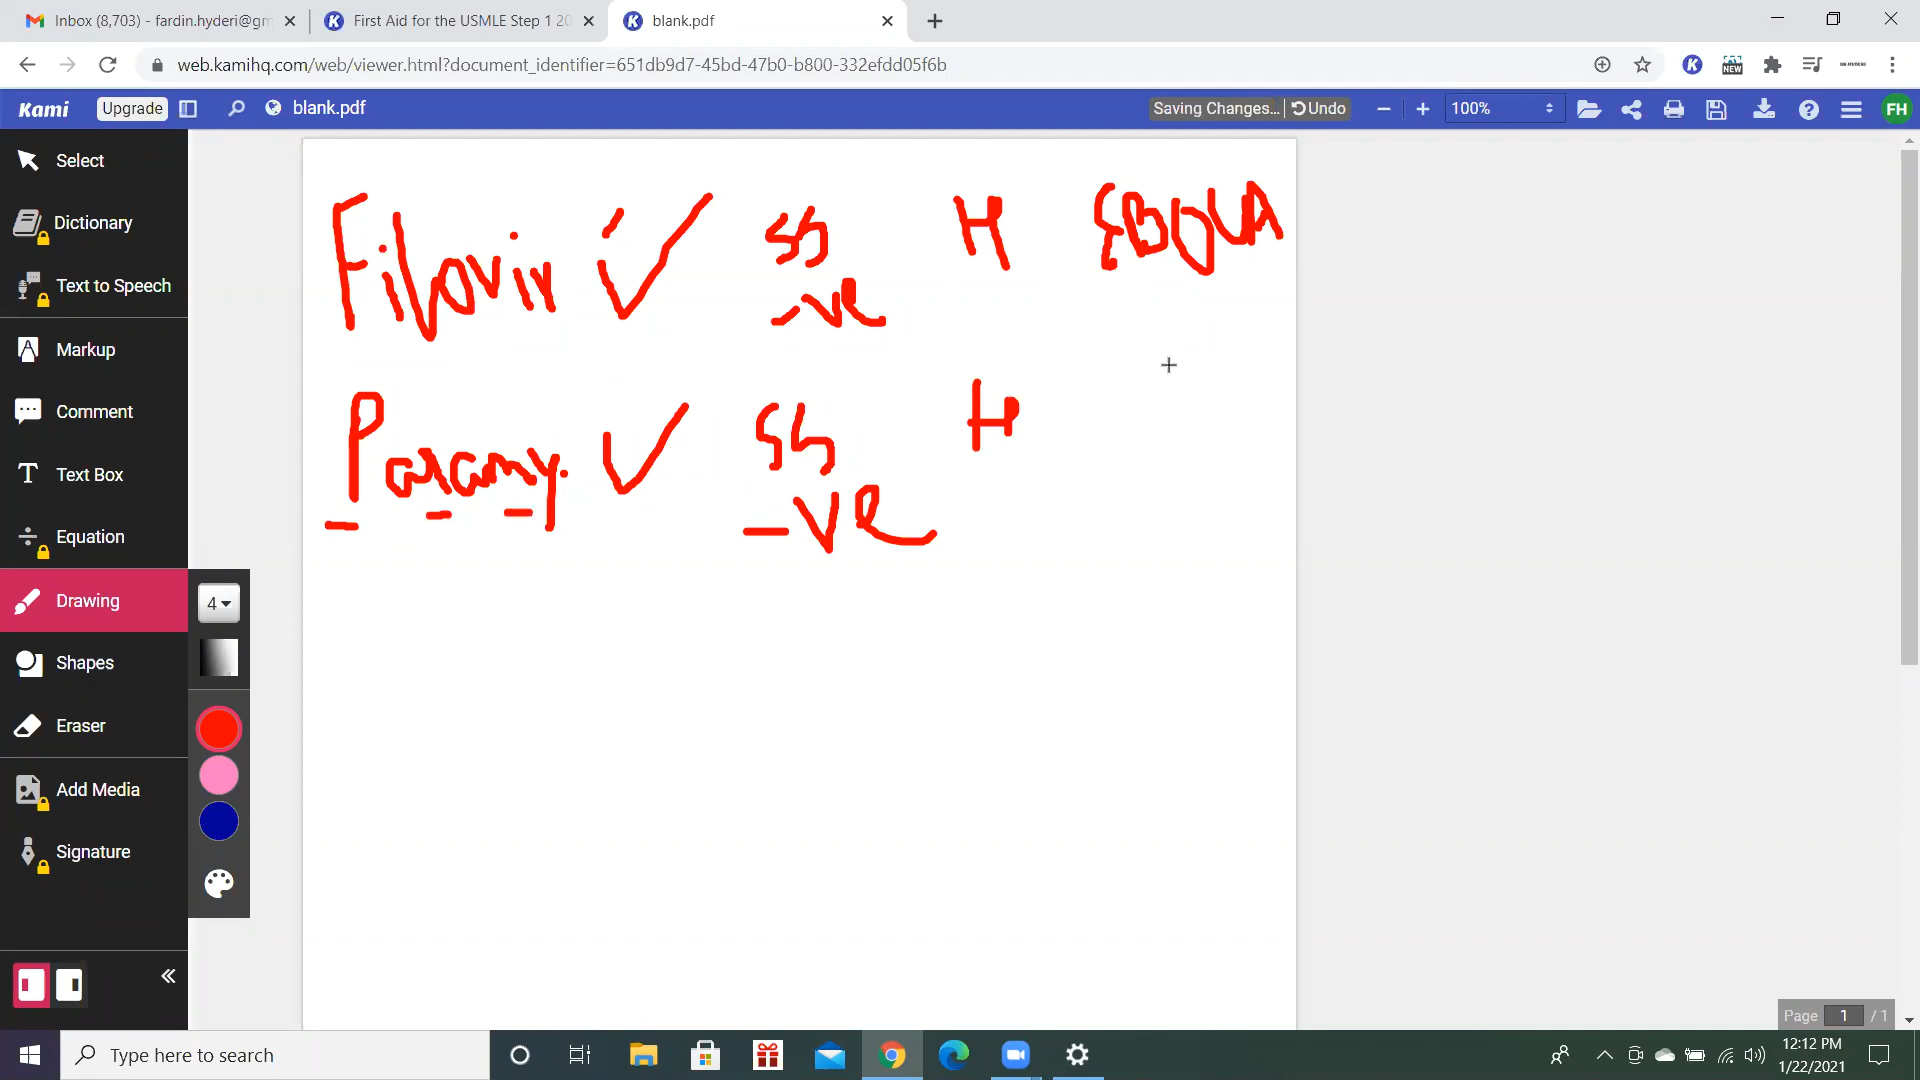 Inbox (8,703) - fardin.hyderi@gm
First Aid for the USMLE Step 1 20
blank.pdf
web.kamihq.com/web/viewer.html?document_identifier=651db9d7-45bd-47b0-b800-332efdd05f6b
NEW
Kami
Upgrade
blank.pdf
Saving Changes...
Undo
100%
FH
Select
Dictionary
Text to Speech
Markup
Comment
Text Box
Equation
Drawing
4
Shapes
Eraser
Add Media
Signature
Filovir ✓ SS H EBOLA
-ve
Paramy. ✓ SS H
-ve
Page 1 / 1
Type here to search
12:12 PM
1/22/2021